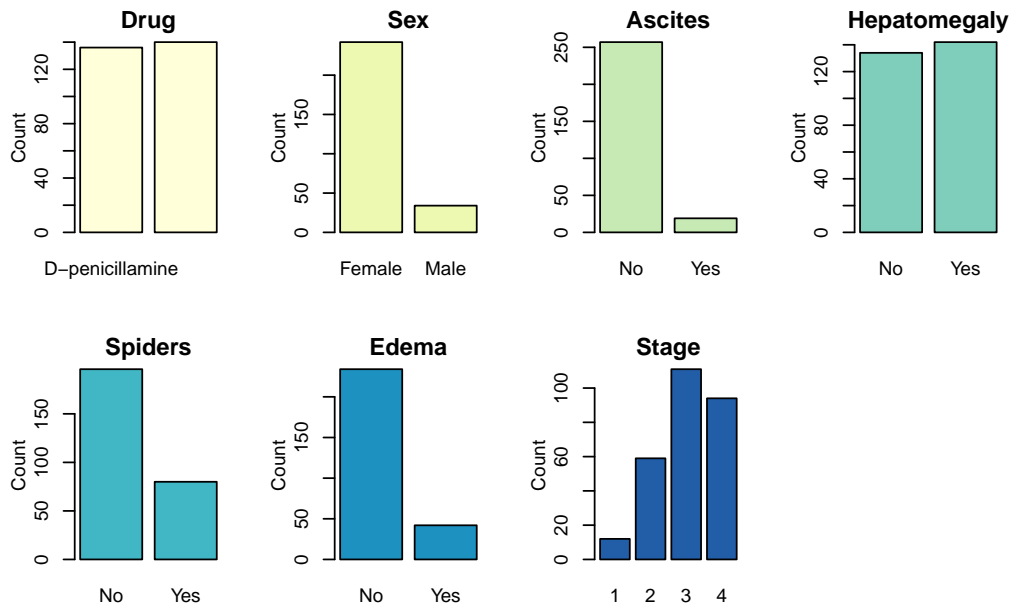 Drug
Count
0
40
80
120
D−penicillamine
Sex
Count
0
50
150
Female Male
Ascites
Count
0
50
150
250
No Yes
Hepatomegaly
Count
0
40
80
120
No Yes
Spiders
Count
0
50
100
150
No Yes
Edema
Count
0
50
150
No Yes
Stage
Count
0
20
60
100
1 2 3 4